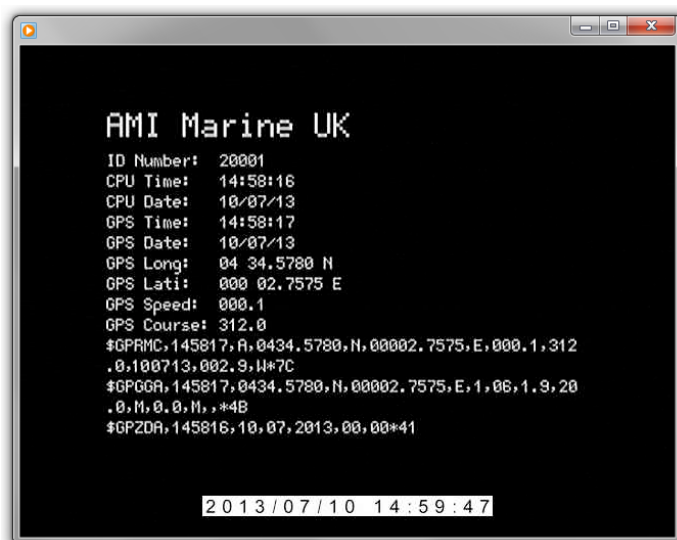 AMI Marine UK
ID Number: 20001
CPU Time: 14:58:16
CPU Date: 10/07/13
GPS Time: 14:58:17
GPS Date: 10/07/13
GPS Long: 04 34.5780 N
GPS Lati: 000 02.7575 E
GPS Speed: 000.1
GPS Course: 312.0
$GPRMC,145817,A,0434.5780,N,00002.7575,E,000.1,312
.0,100713,002.9,W*7C
$GPGGA,145817,0434.5780,N,00002.7575,E,1,06,1.9,20
.0,M,0.0,M,,*4B
$GPZDA,145816,10,07,2013,00,00*41
2013/07/10 14:59:47